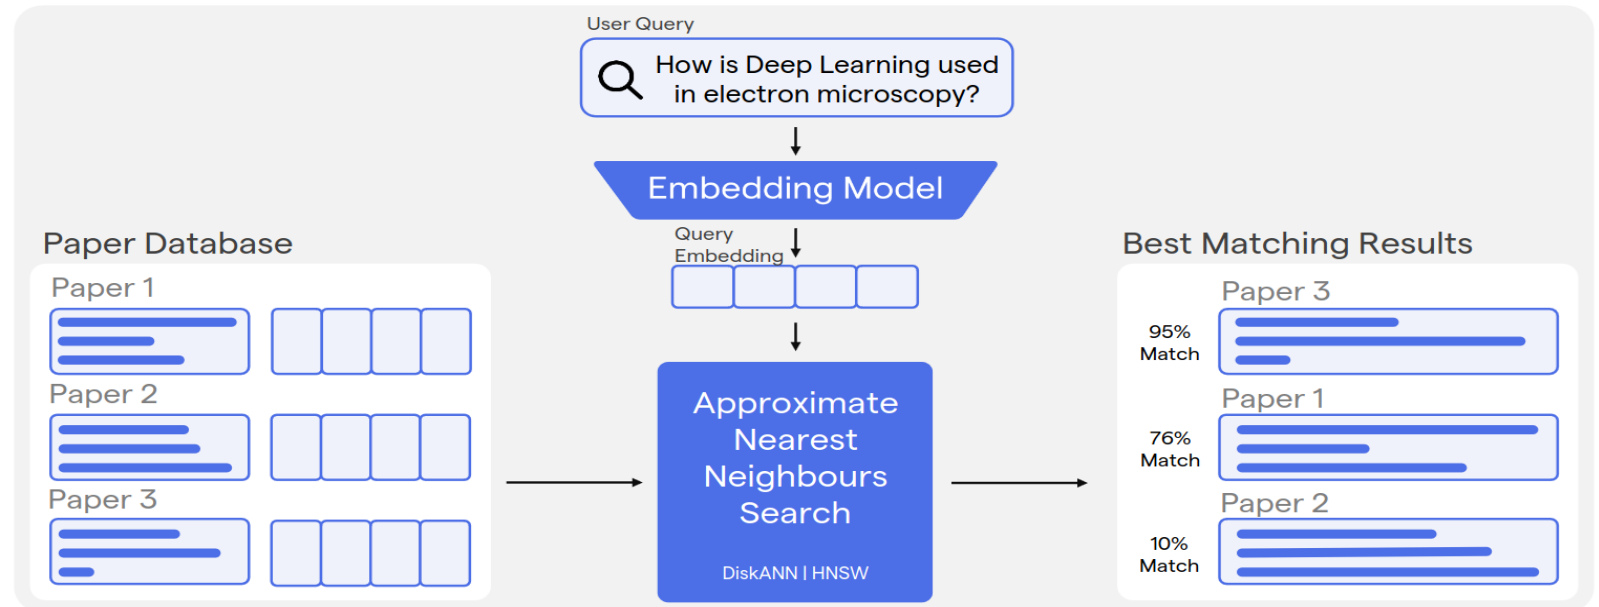 User Query
How is Deep Learning used
in electron microscopy?
Embedding Model
Query
Embedding
Paper Database
Paper 1
Paper 2
Paper 3
Approximate
Nearest
Neighbours
Search
DiskANN | HNSW
Best Matching Results
Paper 3
95%
Match
Paper 1
76%
Match
Paper 2
10%
Match